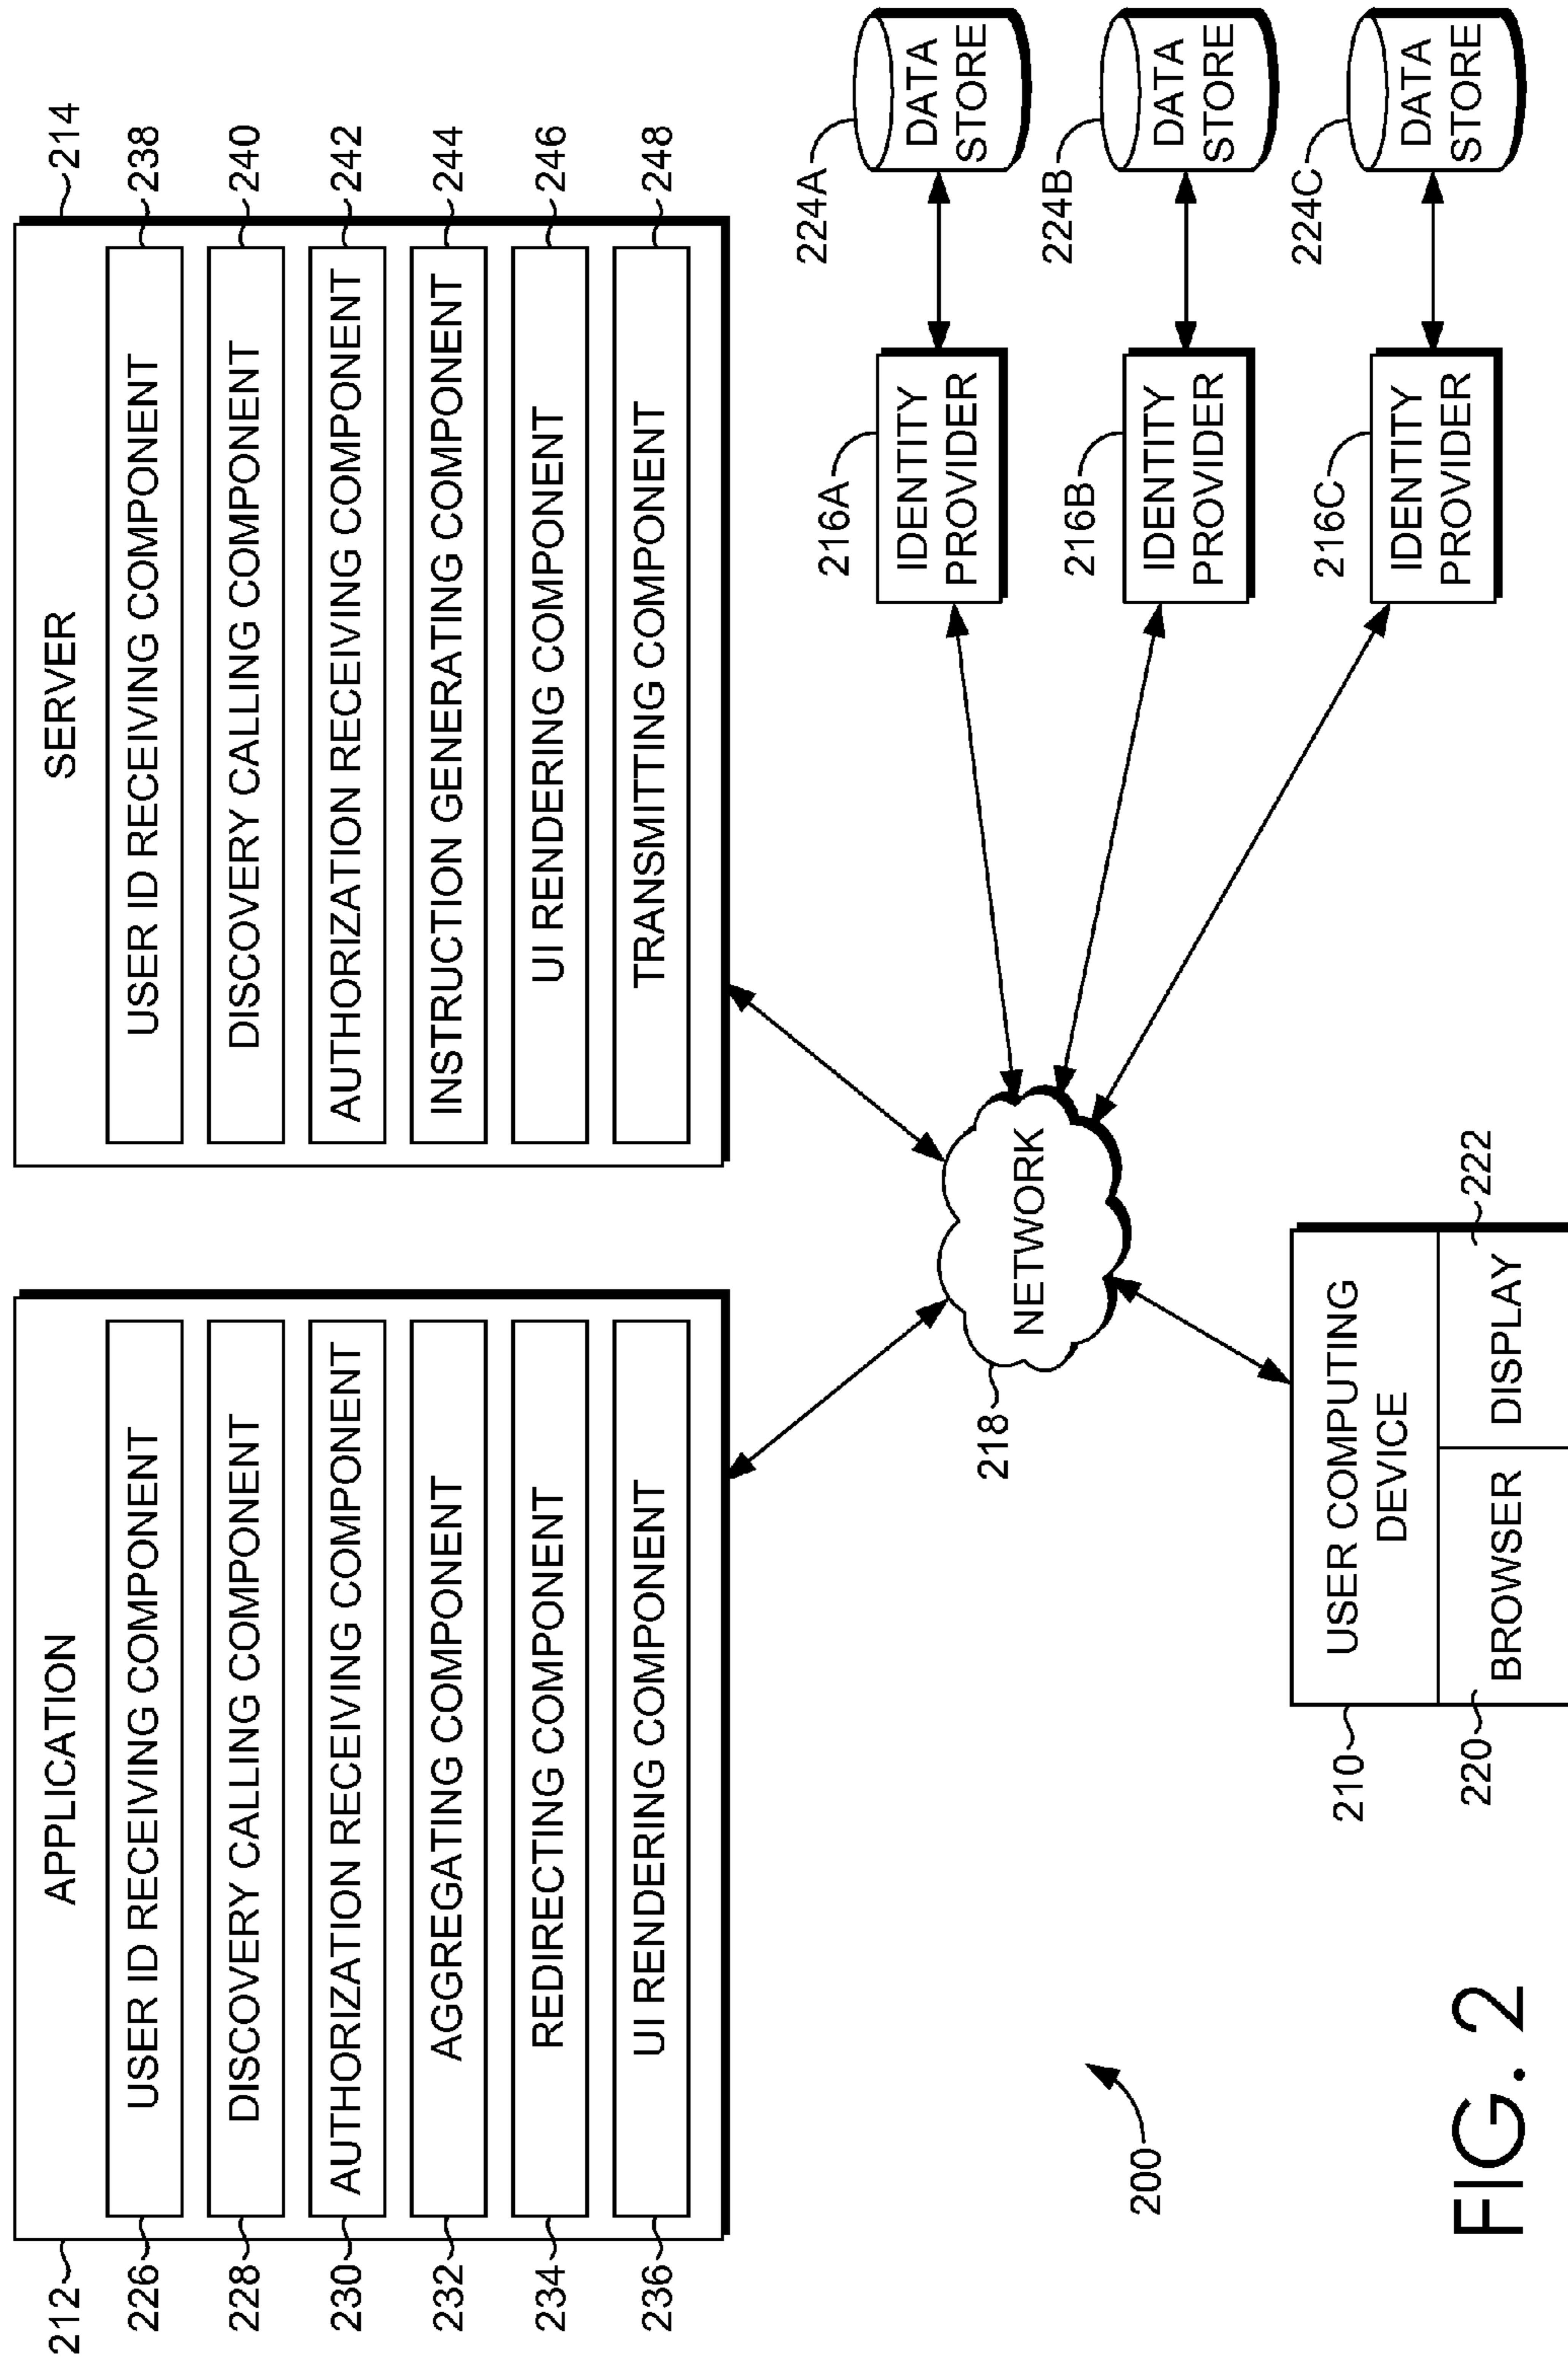 212
APPLICATION
226
USER ID RECEIVING COMPONENT
228
DISCOVERY CALLING COMPONENT
230
AUTHORIZATION RECEIVING COMPONENT
232
AGGREGATING COMPONENT
234
REDIRECTING COMPONENT
236
UI RENDERING COMPONENT
SERVER
214
USER ID RECEIVING COMPONENT
238
DISCOVERY CALLING COMPONENT
240
AUTHORIZATION RECEIVING COMPONENT
242
INSTRUCTION GENERATING COMPONENT
244
UI RENDERING COMPONENT
246
TRANSMITTING COMPONENT
248
218
NETWORK
216A
IDENTITY
PROVIDER
224A
DATA
STORE
216B
IDENTITY
PROVIDER
224B
DATA
STORE
216C
IDENTITY
PROVIDER
224C
DATA
STORE
210
USER COMPUTING
DEVICE
220
BROWSER
DISPLAY
222
200
FIG. 2